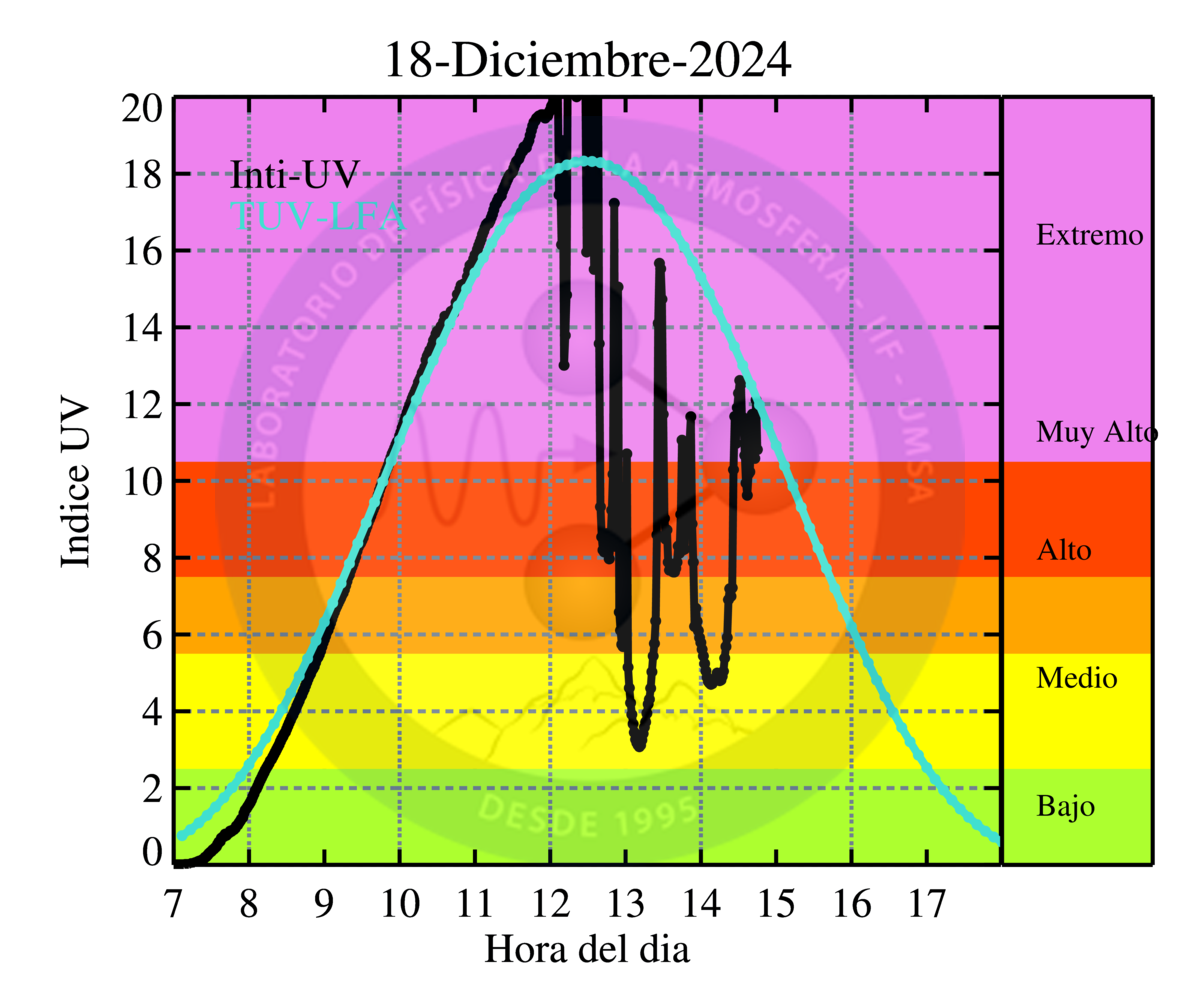 18-Diciembre-2024
20
18
16
14
12
10
8
6
4
2
0
Indice UV
Inti-UV
TUV-LFA
LABORATORIO DE FÍSICA DE LA ATMÓSFERA - IIF - UMSA
DESDE 1995
Extremo
Muy Alto
Alto
Medio
Bajo
7 8 9 10 11 12 13 14 15 16 17
Hora del dia